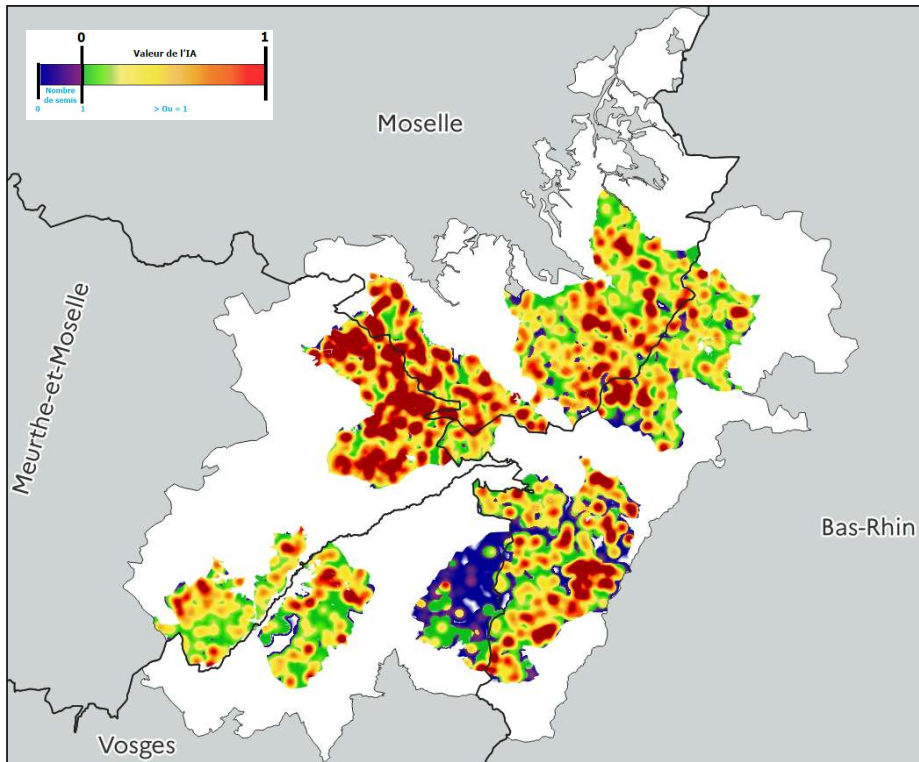 0
1
Valeur de l'IA
Nombre
de semis
0
1
> Ou = 1
Moselle
Meurthe-et-Moselle
Bas-Rhin
Vosges